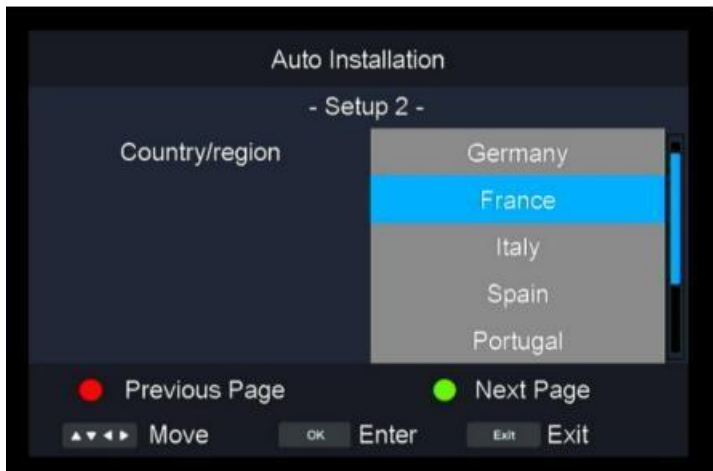 Auto Installation
- Setup 2 -
Country/region
Germany
France
Italy
Spain
Portugal
Previous Page Next Page
Move OK Enter Exit Exit